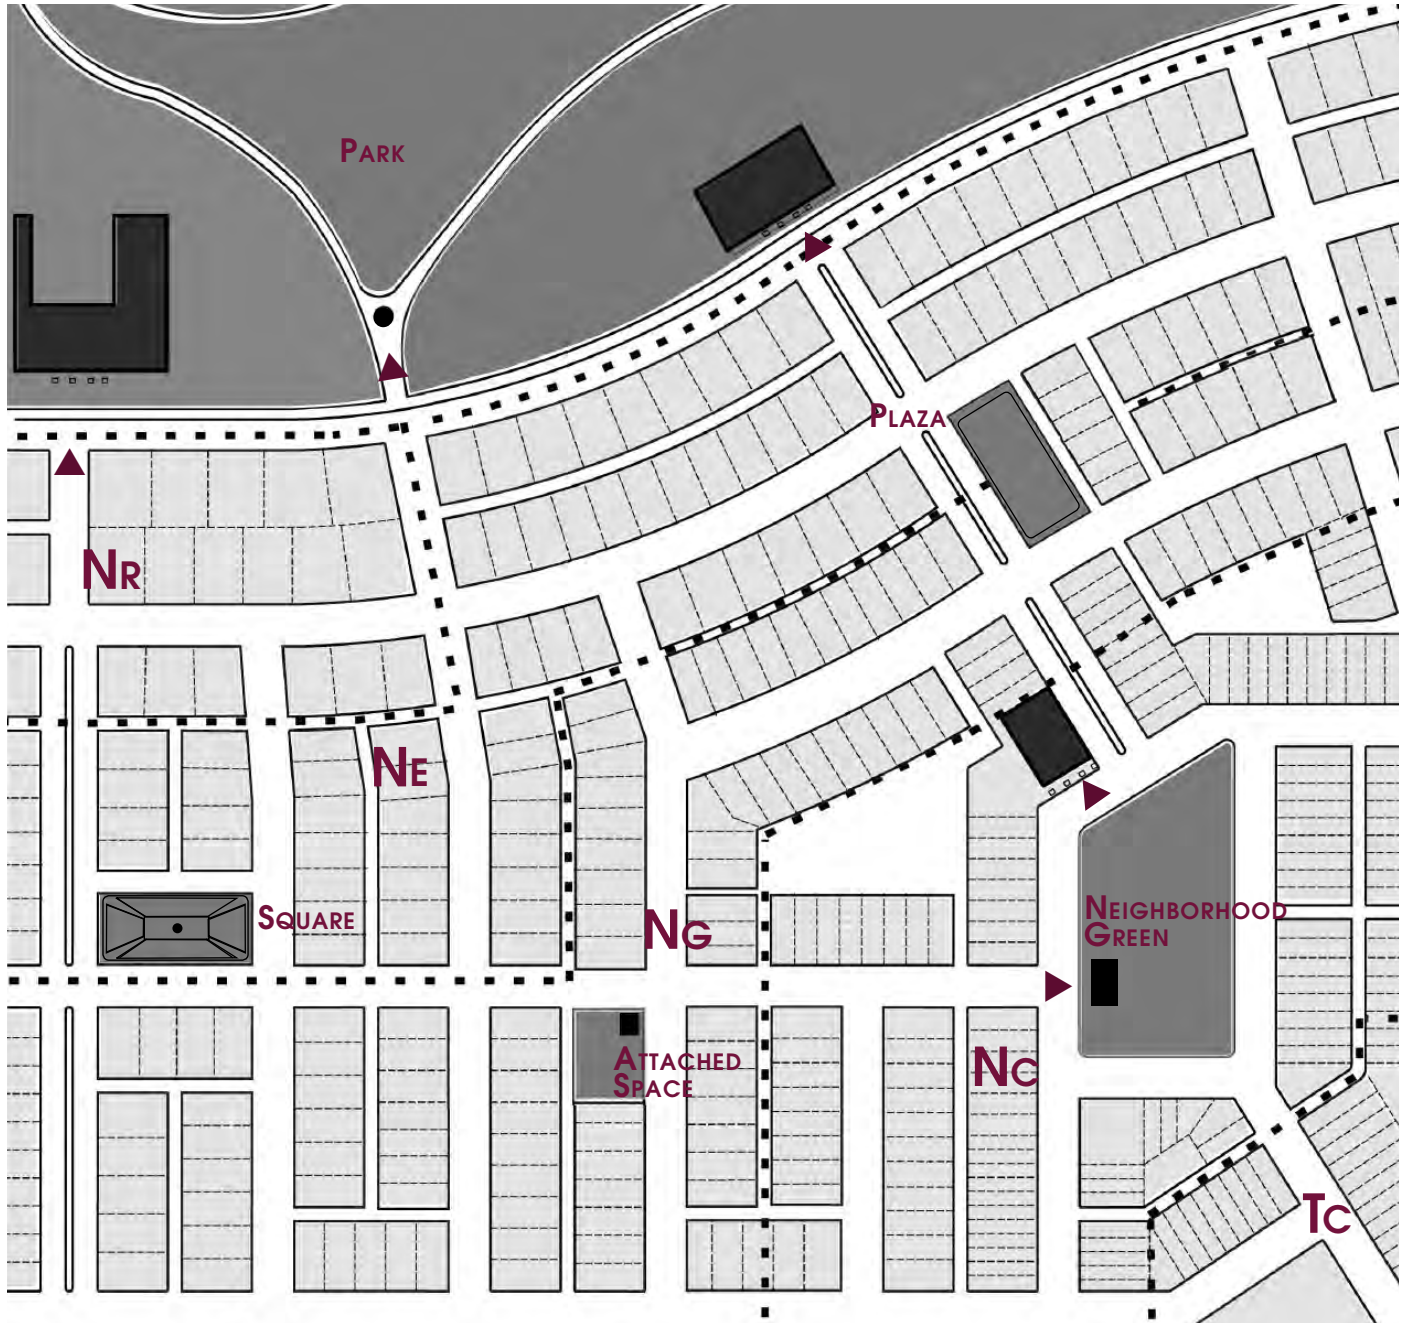 PARK
PLAZA
NR
NE
SQUARE
NG
NEIGHBORHOOD
GREEN
ATTACHED
SPACE
NC
TC